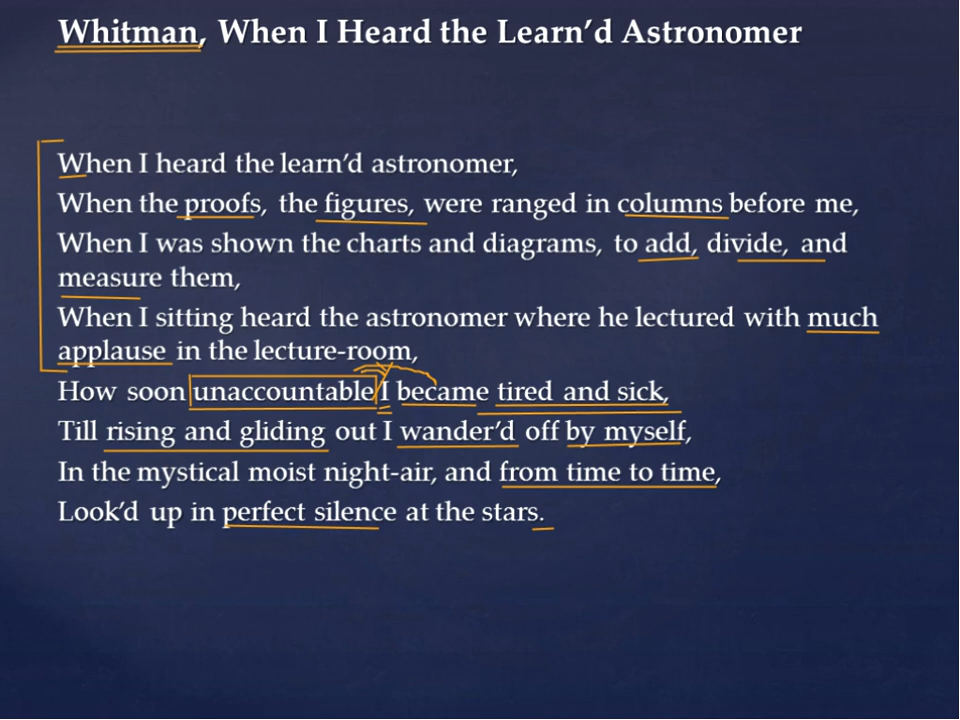 Whitman, When I Heard the Learn’d Astronomer
When I heard the learn’d astronomer,
When the proofs, the figures, were ranged in columns before me,
When I was shown the charts and diagrams, to add, divide, and
measure them,
When I sitting heard the astronomer where he lectured with much
applause in the lecture-room,
How soon unaccountable I became tired and sick,
Till rising and gliding out I wander’d off by myself,
In the mystical moist night-air, and from time to time,
Look’d up in perfect silence at the stars.